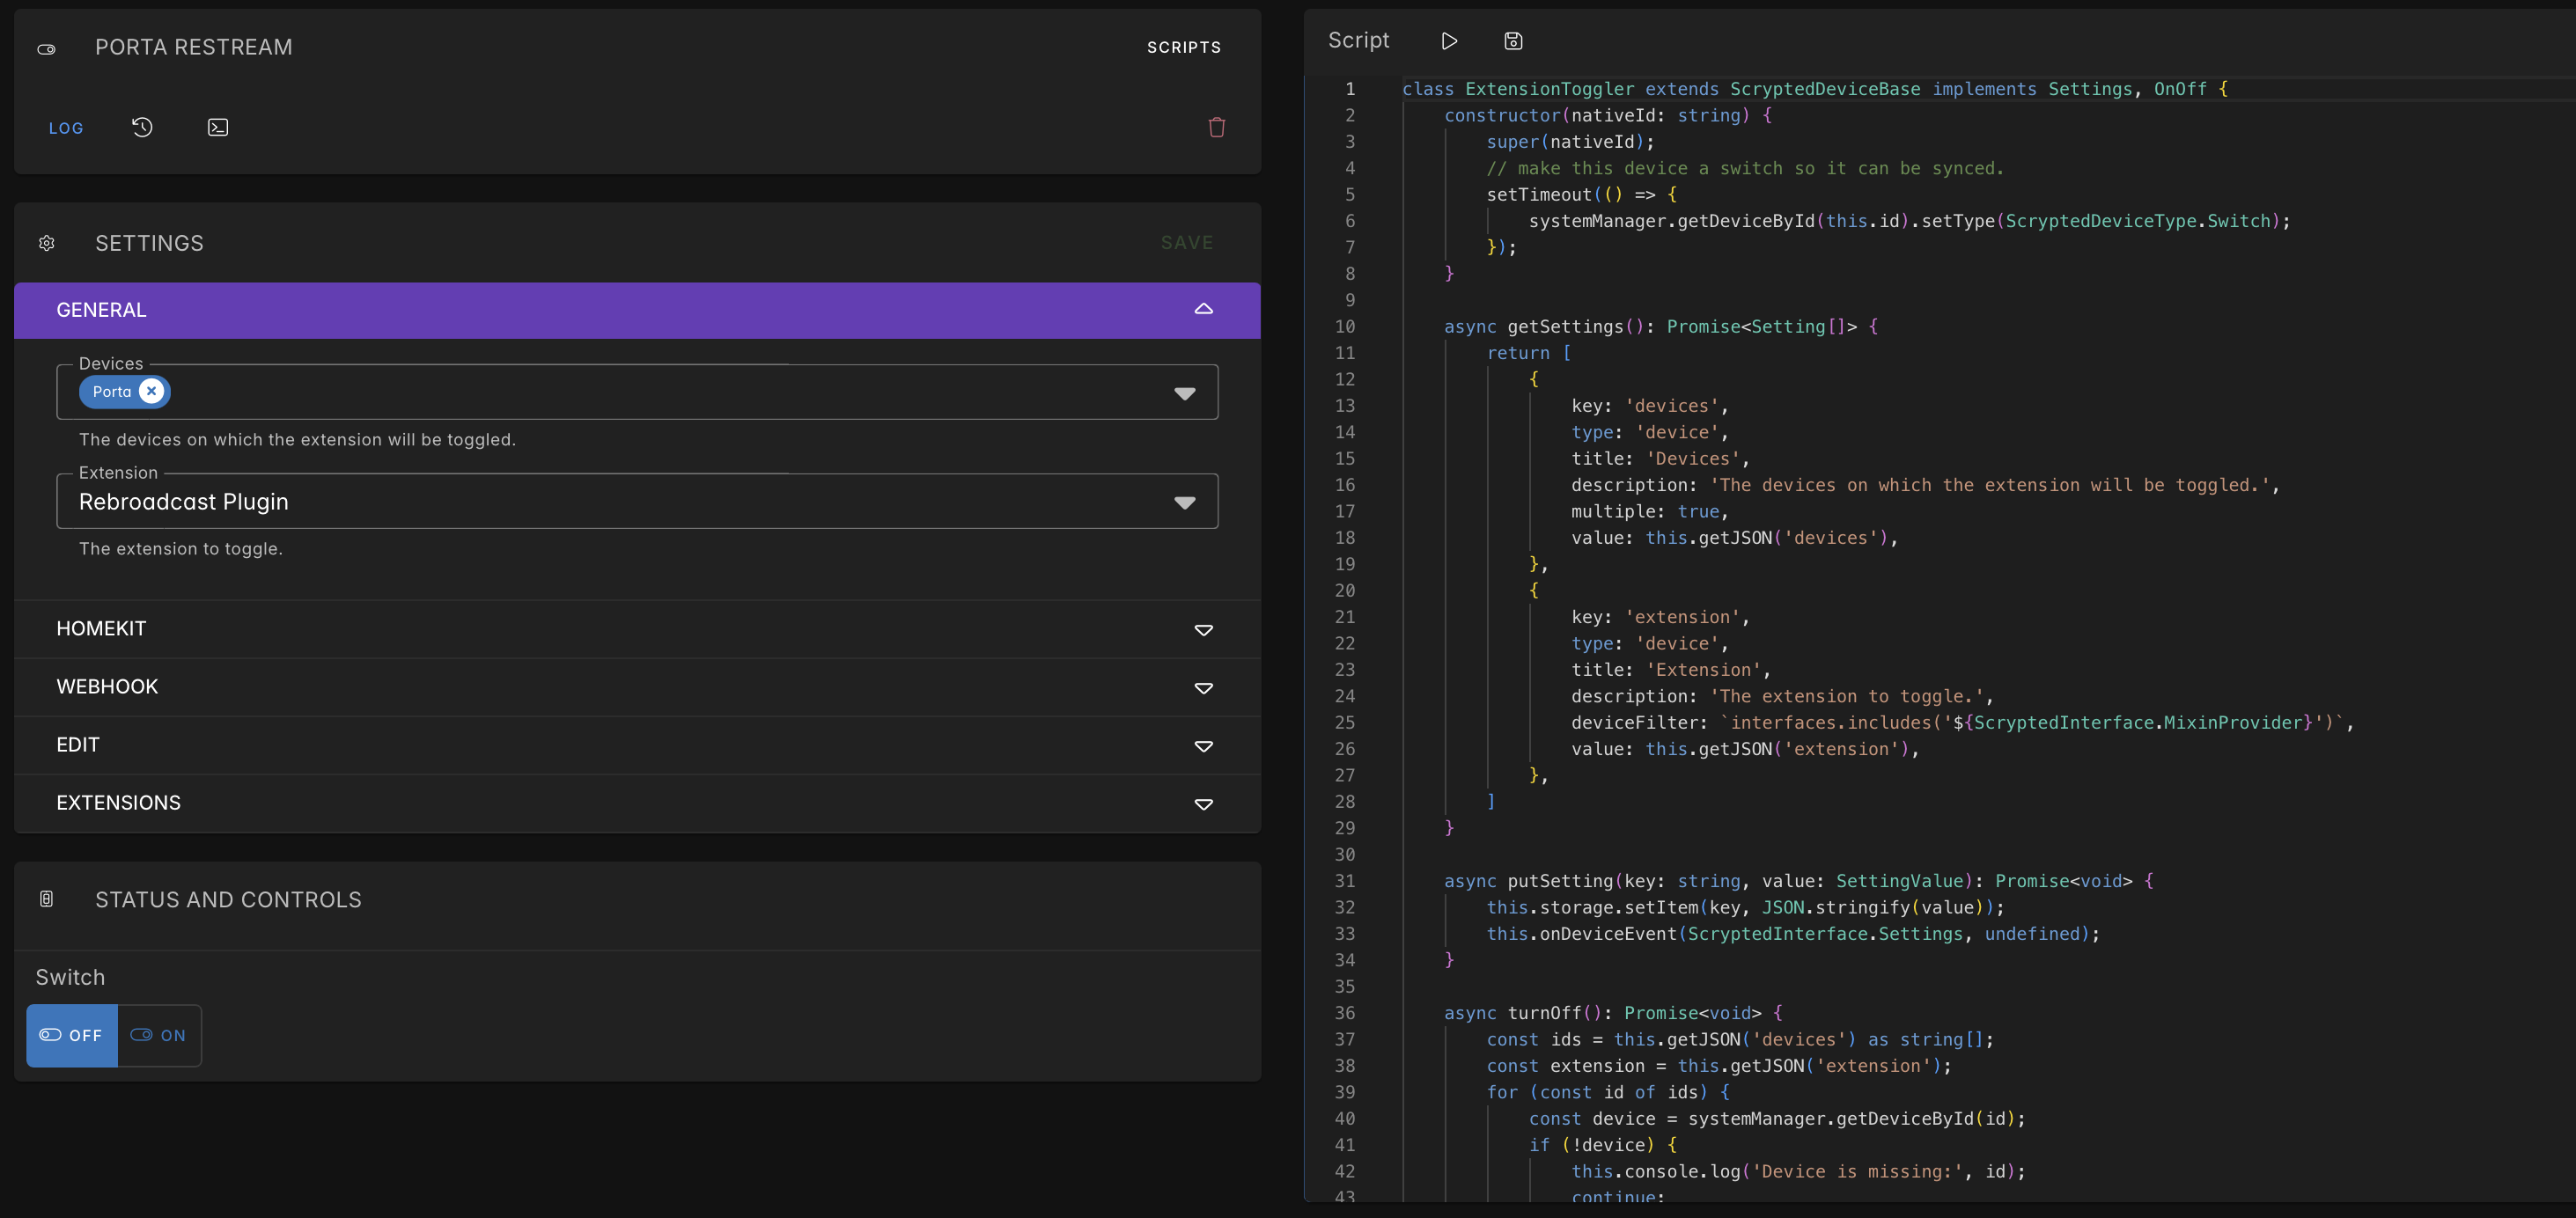 PORTA RESTREAM
SCRIPTS
LOG
SETTINGS
SAVE
GENERAL
Devices
Porta
The devices on which the extension will be toggled.
Extension
Rebroadcast Plugin
The extension to toggle.
HOMEKIT
WEBHOOK
EDIT
EXTENSIONS
STATUS AND CONTROLS
Switch
OFF ON
Script
1 class ExtensionToggler extends ScryptedDeviceBase implements Settings, OnOff {
2 constructor(nativeId: string) {
3 super(nativeId);
4 // make this device a switch so it can be synced.
5 setTimeout(() => {
6 systemManager.getDeviceById(this.id).setType(ScryptedDeviceType.Switch);
7 });
8 }
9
10 async getSettings(): Promise<Setting[]> {
11 return [
12 {
13 key: 'devices',
14 type: 'device',
15 title: 'Devices',
16 description: 'The devices on which the extension will be toggled.',
17 multiple: true,
18 value: this.getJSON('devices'),
19 },
20 {
21 key: 'extension',
22 type: 'device',
23 title: 'Extension',
24 description: 'The extension to toggle.',
25 deviceFilter: `interfaces.includes('${ScryptedInterface.MixinProvider}')`,
26 value: this.getJSON('extension'),
27 },
28 ]
29 }
30
31 async putSetting(key: string, value: SettingValue): Promise<void> {
32 this.storage.setItem(key, JSON.stringify(value));
33 this.onDeviceEvent(ScryptedInterface.Settings, undefined);
34 }
35
36 async turnOff(): Promise<void> {
37 const ids = this.getJSON('devices') as string[];
38 const extension = this.getJSON('extension');
39 for (const id of ids) {
40 const device = systemManager.getDeviceById(id);
41 if (!device) {
42 this.console.log('Device is missing:', id);
43 continue;